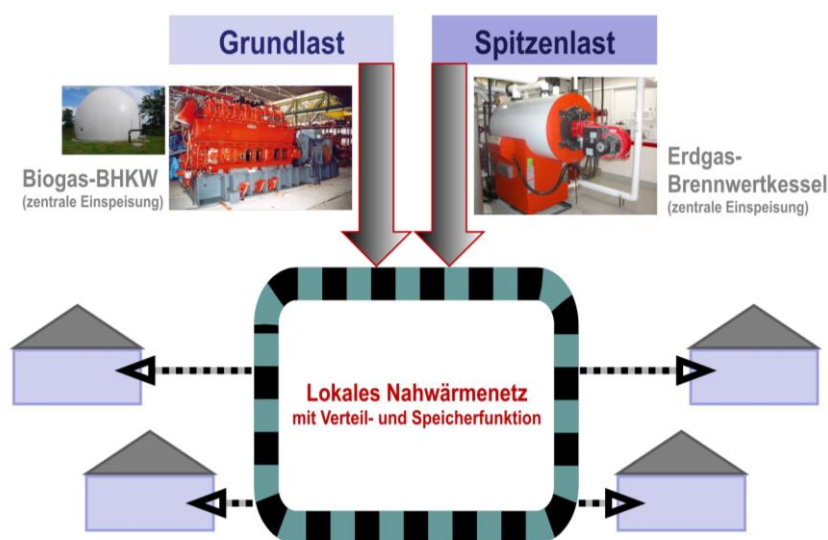 Grundlast
Spitzenlast
Biogas-BHKW
(zentrale Einspeisung)
Erdgas-
Brennwertkessel
(zentrale Einspeisung)
Lokales Nahwärmenetz
mit Verteil- und Speicherfunktion